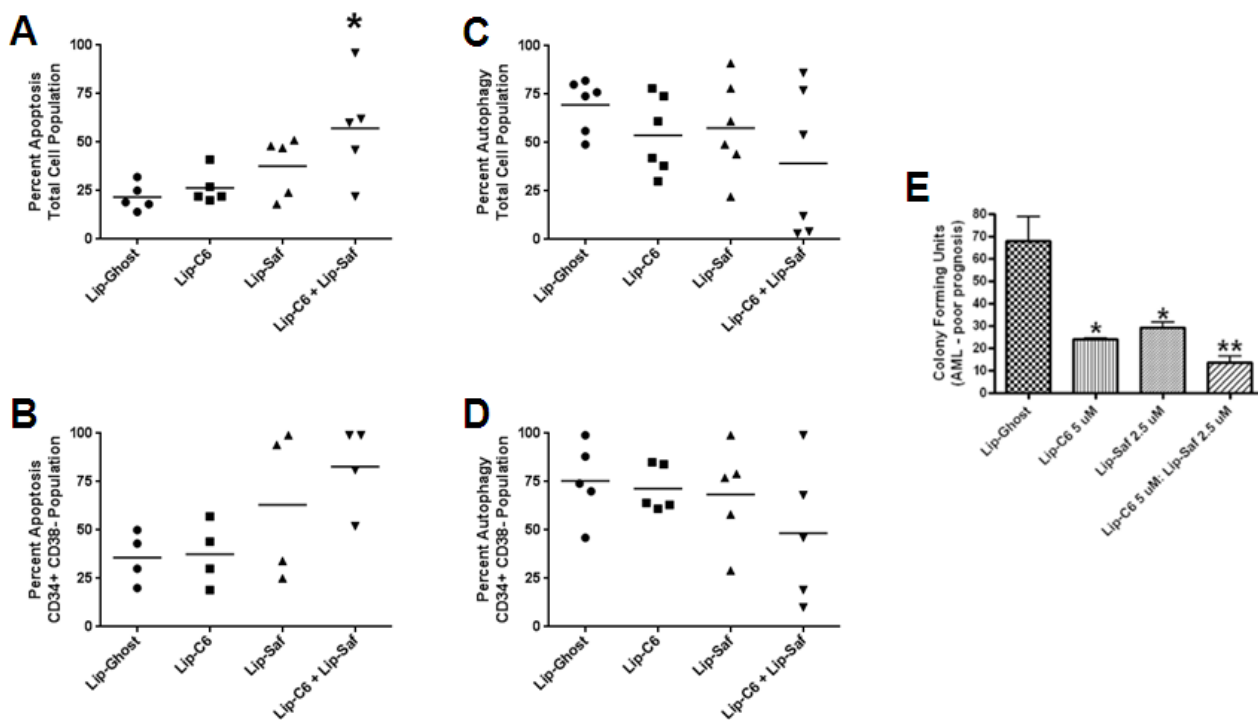 A
*
Percent Apoptosis
Total Cell Population
100
75
50
25
0
Lip-Ghost
Lip-C6
Lip-Saf
Lip-C6 + Lip-Saf
C
Percent Autophagy
Total Cell Population
100
75
50
25
0
Lip-Ghost
Lip-C6
Lip-Saf
Lip-C6 + Lip-Saf
B
Percent Apoptosis
CD34+ CD38- Population
100
75
50
25
0
Lip-Ghost
Lip-C6
Lip-Saf
Lip-C6 + Lip-Saf
D
Percent Autophagy
CD34+ CD38- Population
100
75
50
25
0
Lip-Ghost
Lip-C6
Lip-Saf
Lip-C6 + Lip-Saf
E
Colony Forming Units
(AML - poor prognosis)
80
70
60
50
40
30
20
10
0
*
*
**
Lip-Ghost
Lip-C6 5 uM
Lip-Saf 2.5 uM
Lip-C6 5 uM: Lip-Saf 2.5 uM